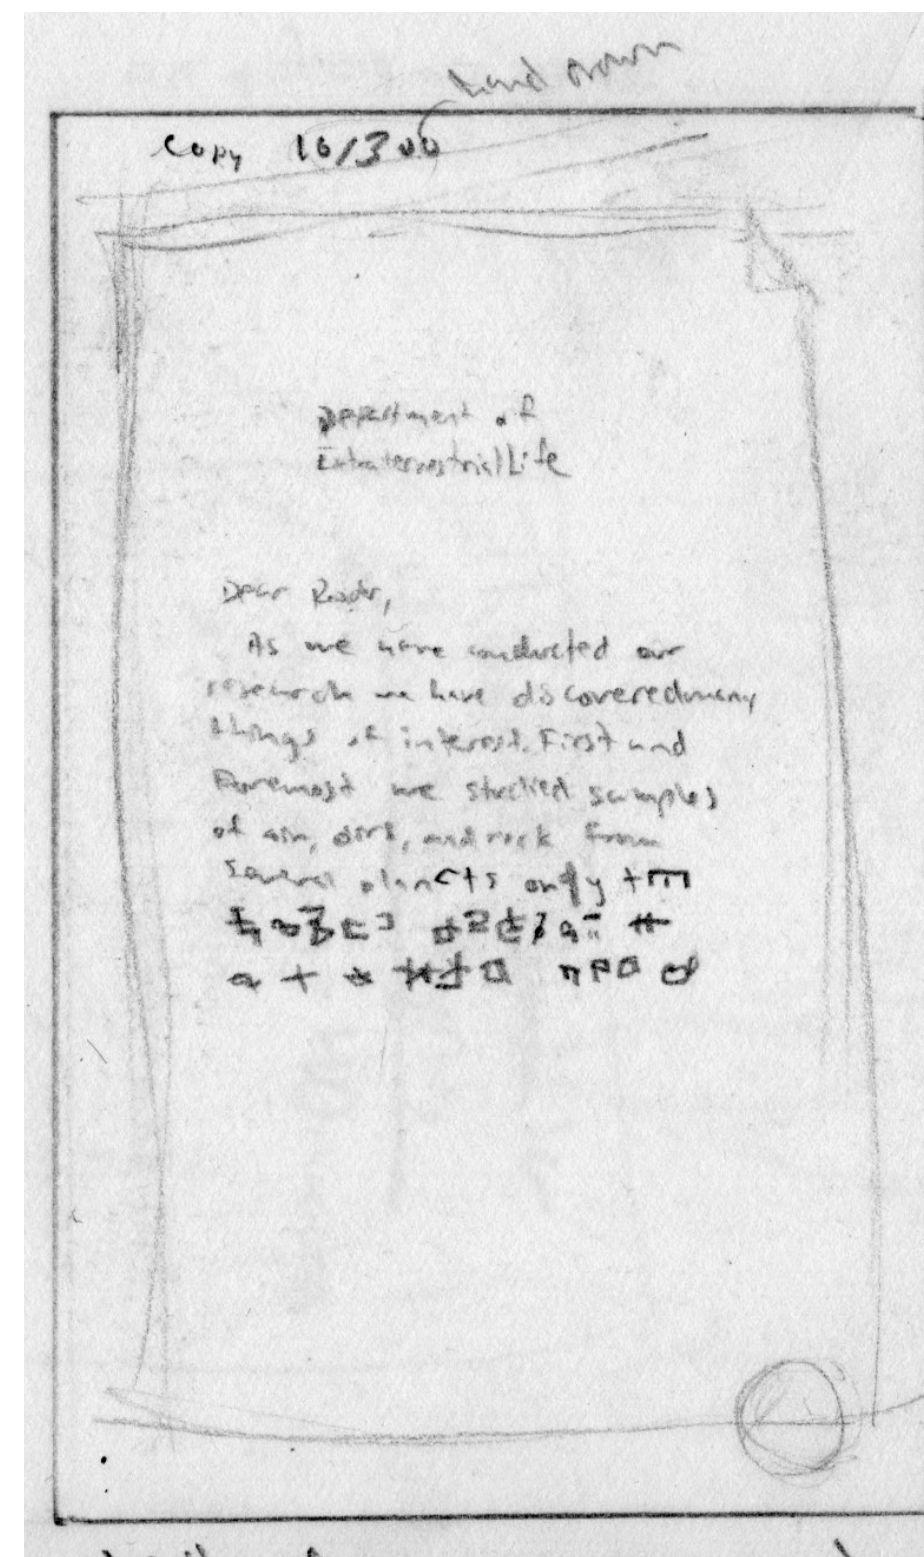 hand drawn
Copy 10/300
Department of
Extraterrestrial Life
Dear Reader,
As we have conducted our
research we have discovered many
things of interest. First and
Foremost we studied samples
of air, dirt, and rock from
several planets only